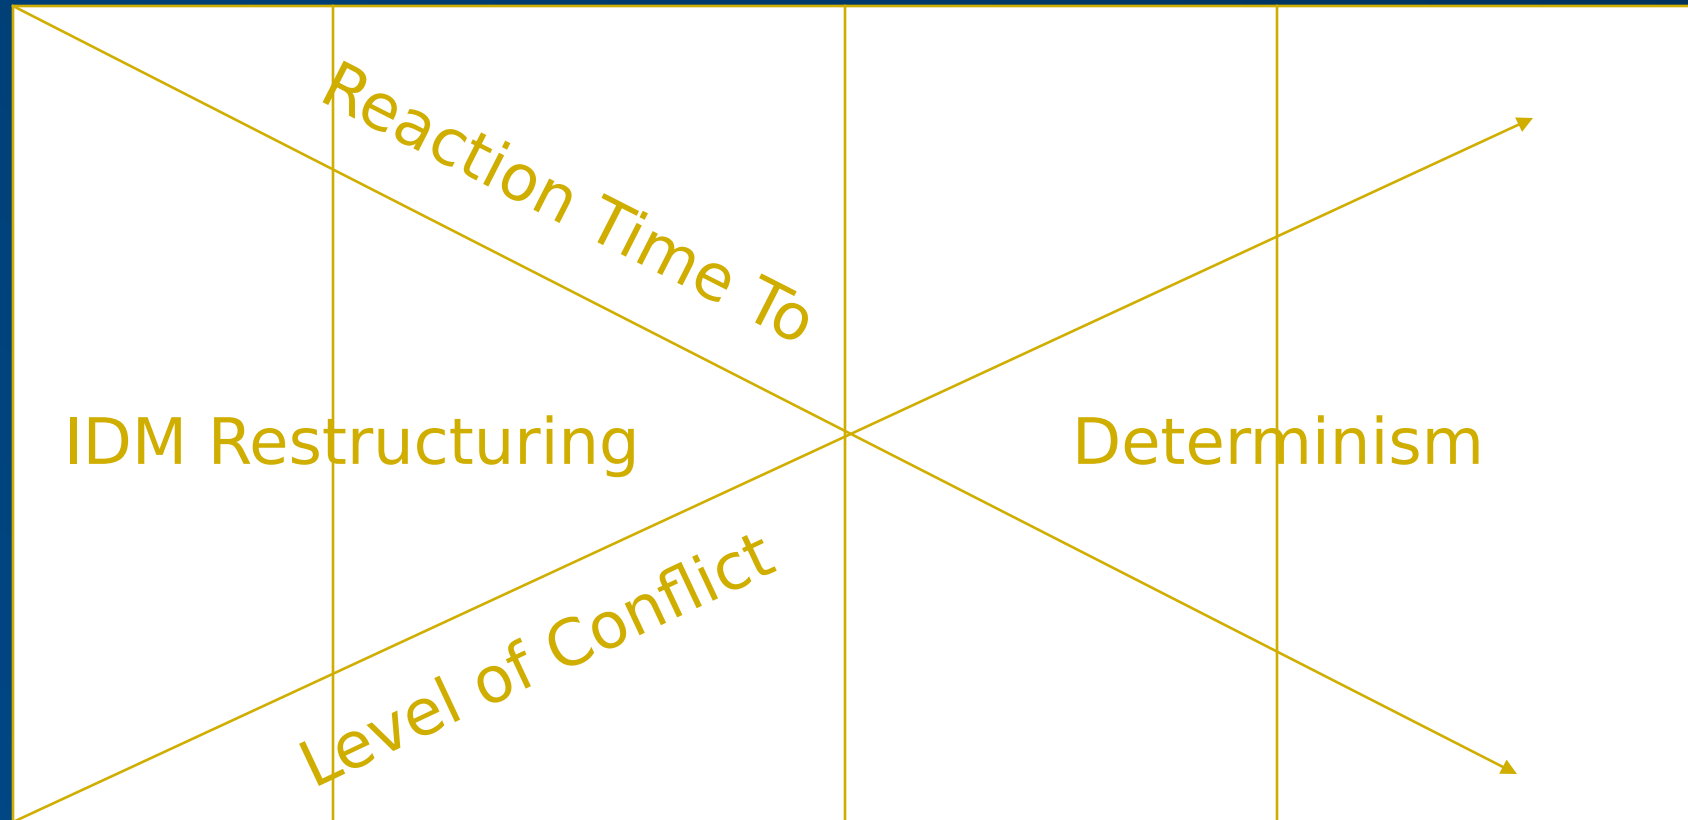 Reaction Time To
IDM Restructuring
Determinism
Level of Conflict